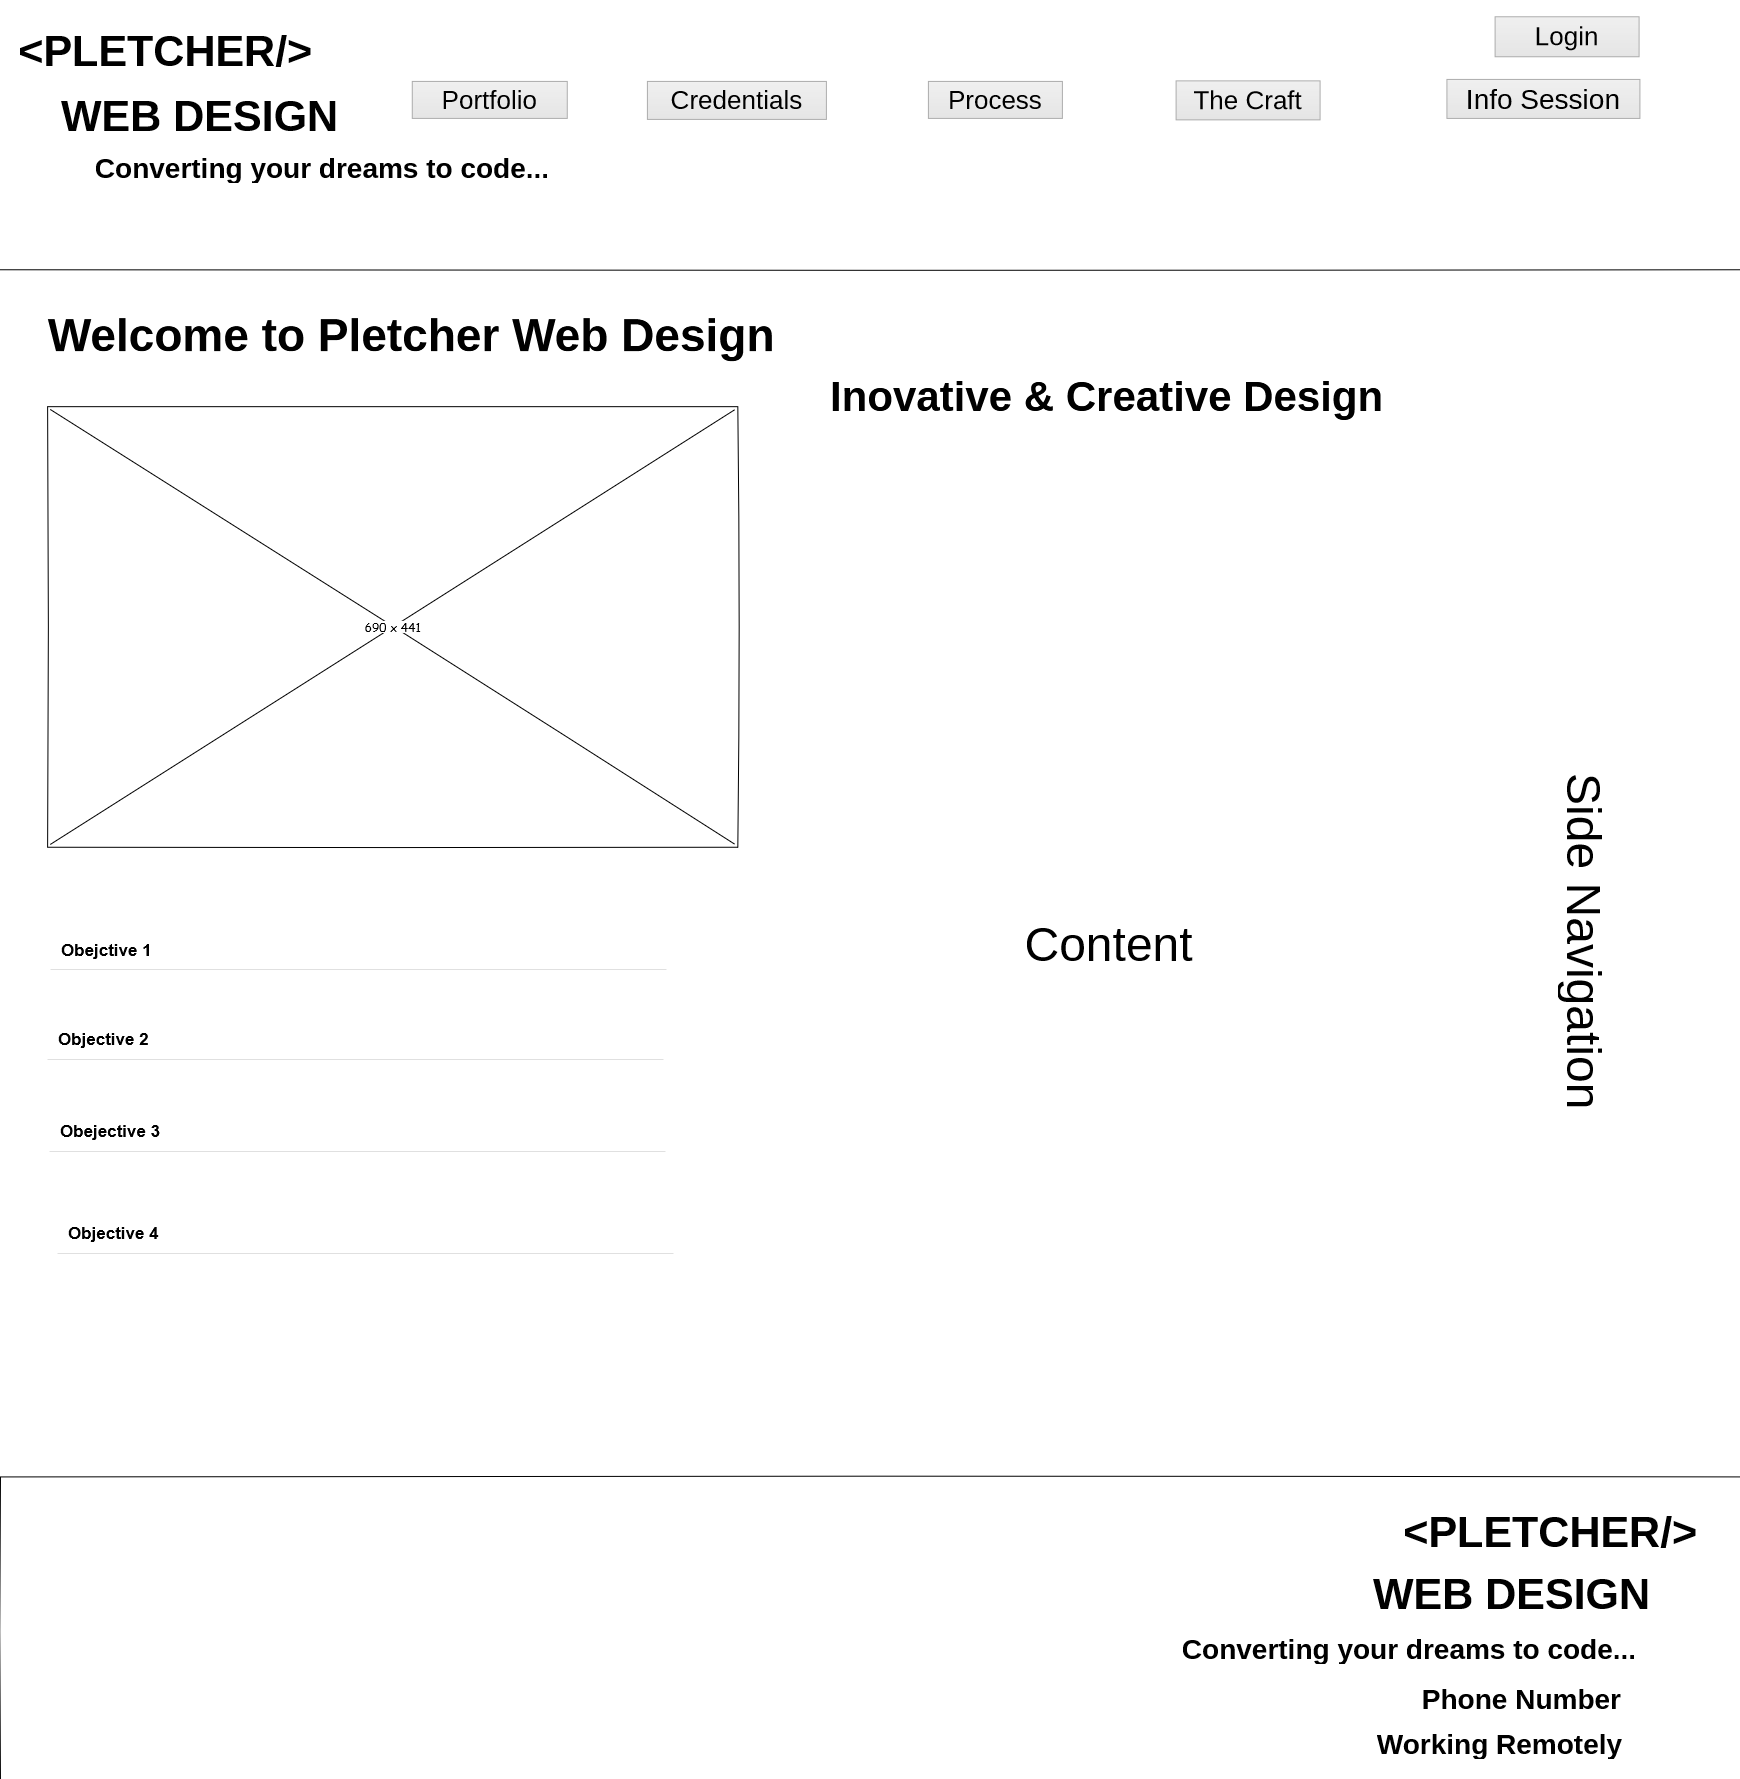 <PLETCHER/>
Login
WEB DESIGN
Portfolio
Credentials
Process
The Craft
Info Session
Converting your dreams to code...
Welcome to Pletcher Web Design
Inovative & Creative Design
690 x 441
Content
Side Navigation
Obejctive 1
Objective 2
Obejective 3
Objective 4
<PLETCHER/>
WEB DESIGN
Converting your dreams to code...
Phone Number
Working Remotely